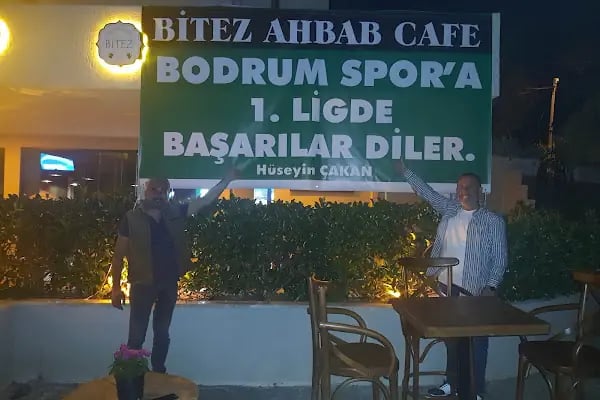 BİTEZ
BİTEZ AHBAB CAFE
BODRUM SPOR'A
1. LİGDE
BAŞARILAR DİLER.
Hüseyin ÇAKAN